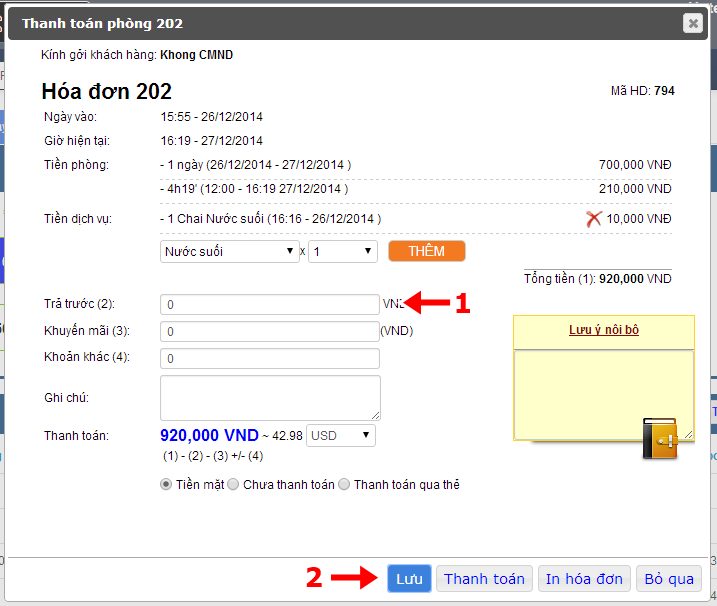 Thanh toán phòng 202
Kính gởi khách hàng: Khong CMND
Hóa đơn 202
Mã HD: 794
Ngày vào: 15:55 - 26/12/2014
Giờ hiện tại: 16:19 - 27/12/2014
Tiền phòng: - 1 ngày (26/12/2014 - 27/12/2014 ) 700,000 VNĐ
- 4h19' (12:00 - 16:19 27/12/2014 ) 210,000 VND
Tiền dịch vụ: - 1 Chai Nước suối (16:16 - 26/12/2014 ) 10,000 VNĐ
Nước suối x 1 THÊM
Tổng tiền (1): 920,000 VND
Trả trước (2): 0 VND 1
Khuyến mãi (3): 0 (VND)
Lưu ý nội bộ
Khoản khác (4): 0
Ghi chú:
Thanh toán: 920,000 VND ~ 42.98 USD
(1) - (2) - (3) +/- (4)
Tiền mặt Chưa thanh toán Thanh toán qua thẻ
2 Lưu Thanh toán In hóa đơn Bỏ qua